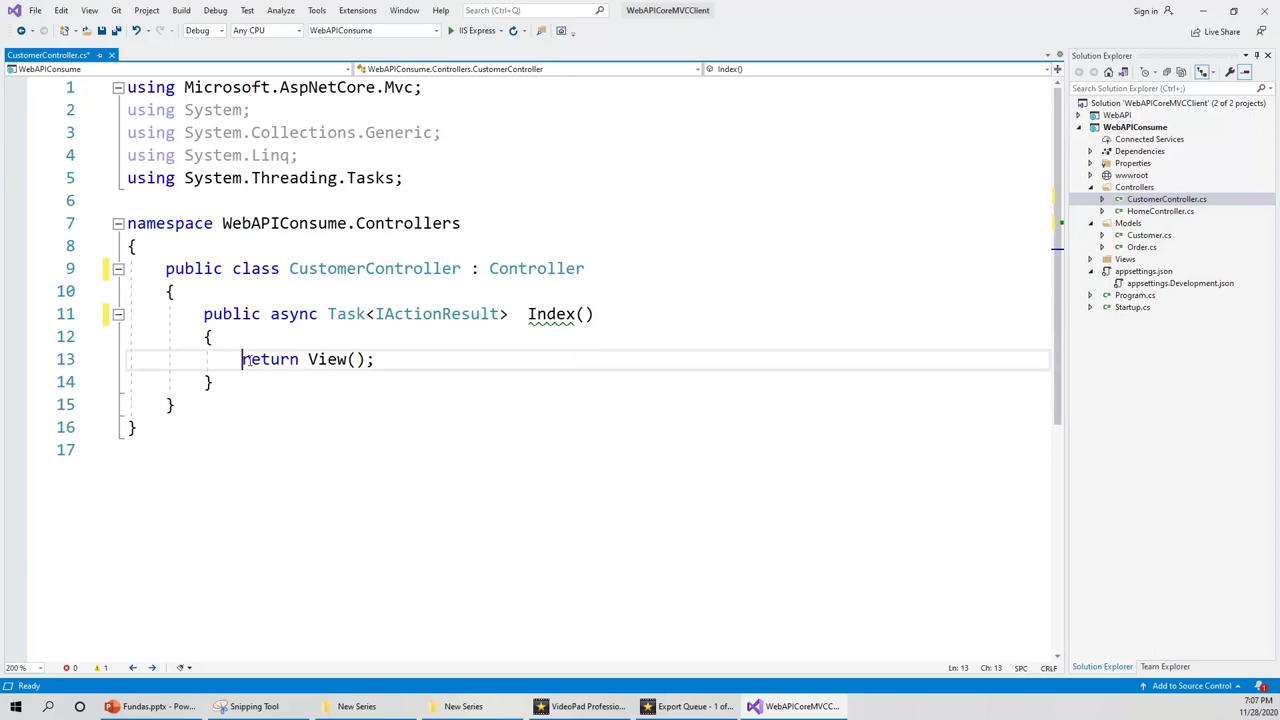 File Edit View Git Project Build Debug Test Analyze Tools Extensions Window Help Search (Ctrl+Q) WebAPICoreMVCClient Sign in
Debug Any CPU WebAPIConsume IIS Express Live Share
CustomerController.cs*
WebAPIConsume WebAPIConsume.Controllers.CustomerController Index()
1 using Microsoft.AspNetCore.Mvc;
2 using System;
3 using System.Collections.Generic;
4 using System.Linq;
5 using System.Threading.Tasks;
6
7 namespace WebAPIConsume.Controllers
8 {
9 public class CustomerController : Controller
10 {
11 public async Task<IActionResult> Index()
12 {
13 return View();
14 }
15 }
16 }
17
Solution Explorer
Search Solution Explorer (Ctrl+;)
Solution 'WebAPICoreMVCClient' (2 of 2 projects)
WebAPI
WebAPIConsume
Connected Services
Dependencies
Properties
wwwroot
Controllers
CustomerController.cs
HomeController.cs
Models
Customer.cs
Order.cs
Views
appsettings.json
appsettings.Development.json
Program.cs
Startup.cs
200 % 0 1 Ln: 13 Ch: 13 SPC CRLF
Solution Explorer Team Explorer
Ready Add to Source Control 1
Fundas.pptx - Pow... Snipping Tool New Series New Series VideoPad Professio... Export Queue - 1 of... WebAPICoreMVCC...
7:07 PM
11/28/2020